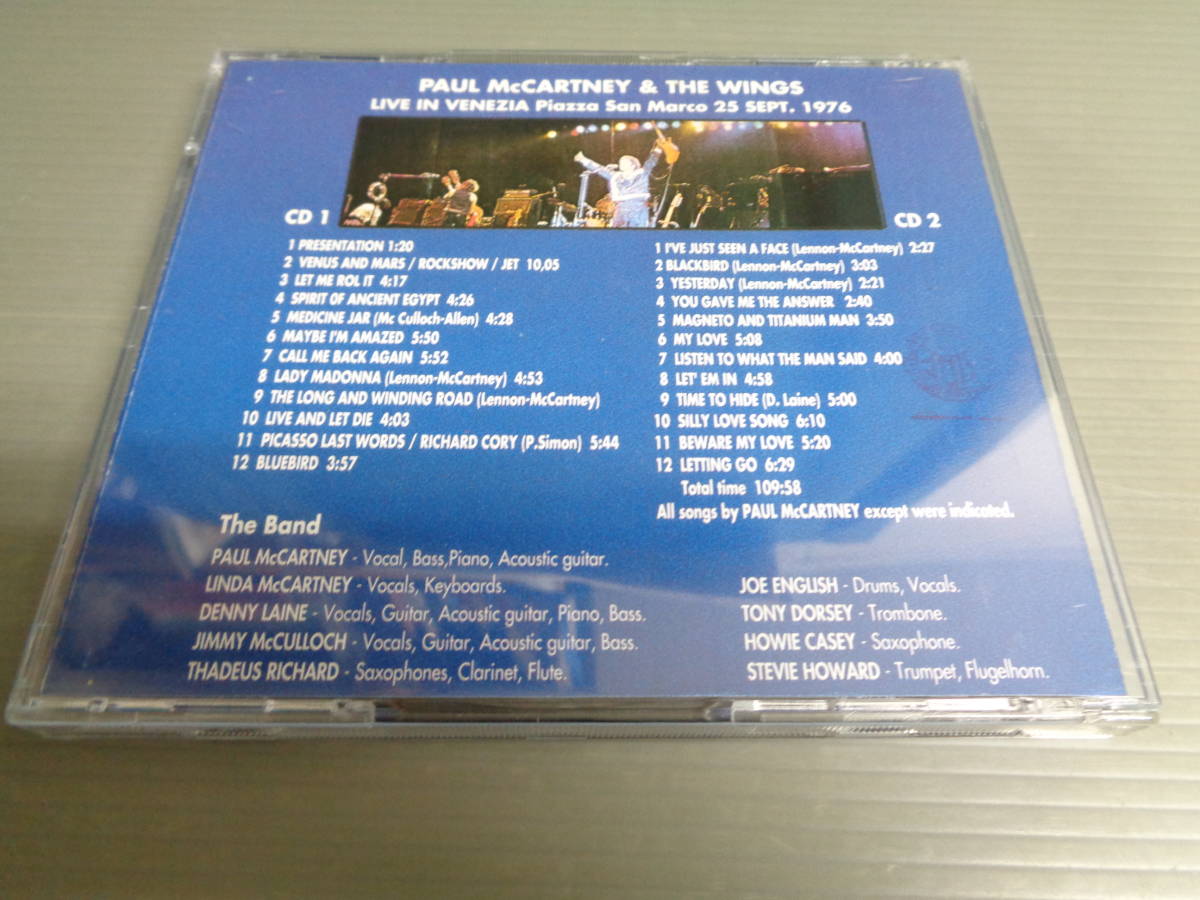 PAUL McCARTNEY & THE WINGS
LIVE IN VENEZIA Piazza San Marco 25 SEPT. 1976
CD 1
1 PRESENTATION 1:20
2 VENUS AND MARS / ROCKSHOW / JET 10,05
3 LET ME ROL IT 4:17
4 SPIRIT OF ANCIENT EGYPT 4:26
5 MEDICINE JAR (Mc Culloch-Allen) 4:28
6 MAYBE I'M AMAZED 5:50
7 CALL ME BACK AGAIN 5:52
8 LADY MADONNA (Lennon-McCartney) 4:53
9 THE LONG AND WINDING ROAD (Lennon-McCartney)
10 LIVE AND LET DIE 4:03
11 PICASSO LAST WORDS / RICHARD CORY (P.Simon) 5:44
12 BLUEBIRD 3:57
CD 2
1 I'VE JUST SEEN A FACE (Lennon-McCartney) 2:27
2 BLACKBIRD (Lennon-McCartney) 3:03
3 YESTERDAY (Lennon-McCartney) 2:21
4 YOU GAVE ME THE ANSWER 2:40
5 MAGNETO AND TITANIUM MAN 3:50
6 MY LOVE 5:08
7 LISTEN TO WHAT THE MAN SAID 4:00
8 LET' EM IN 4:58
9 TIME TO HIDE (D. Laine) 5:00
10 SILLY LOVE SONG 6:10
11 BEWARE MY LOVE 5:20
12 LETTING GO 6:29
Total time 109:58
All songs by PAUL McCARTNEY except were indicated.
The Band
PAUL McCARTNEY - Vocal, Bass,Piano, Acoustic guitar.
LINDA McCARTNEY - Vocals, Keyboards.
DENNY LAINE - Vocals, Guitar, Acoustic guitar, Piano, Bass.
JIMMY McCULLOCH - Vocals, Guitar, Acoustic guitar, Bass.
THADEUS RICHARD - Saxophones, Clarinet, Flute.
JOE ENGLISH - Drums, Vocals.
TONY DORSEY - Trombone.
HOWIE CASEY - Saxophone.
STEVIE HOWARD - Trumpet, Flugelhorn.